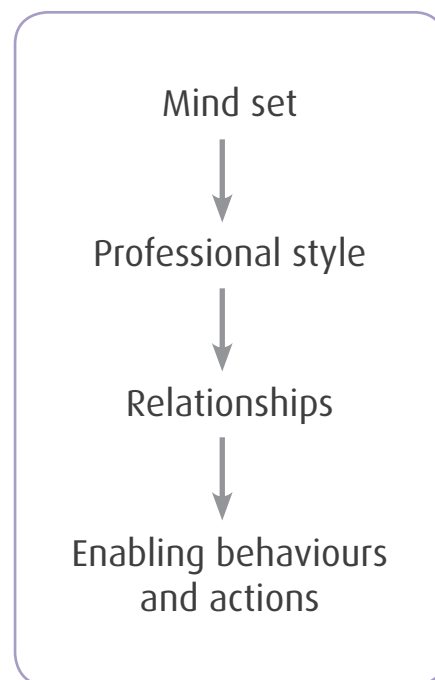 Mind set
Professional style
Relationships
Enabling behaviours
and actions